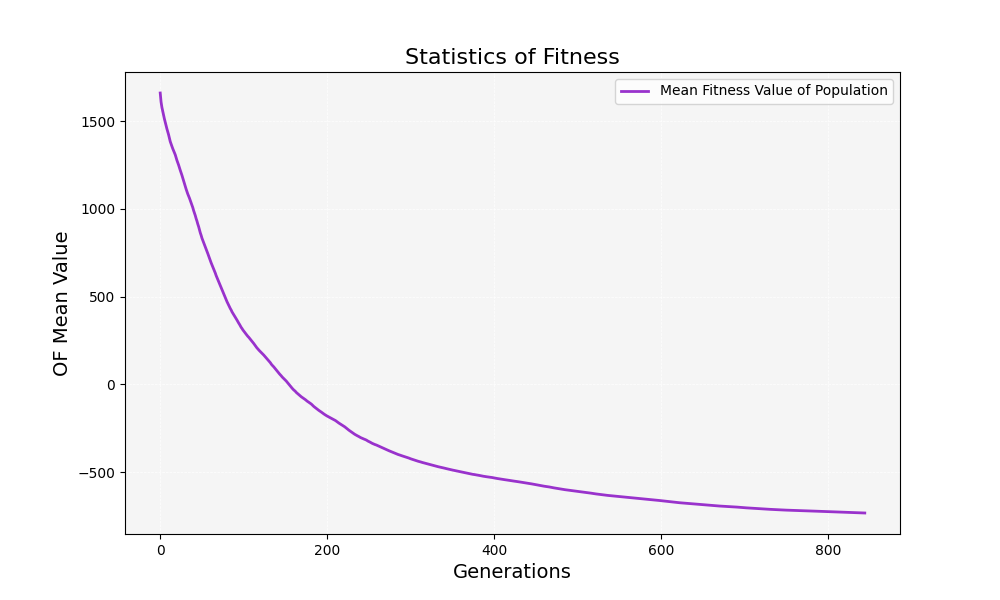 Statistics of Fitness
Mean Fitness Value of Population
OF Mean Value
1500
1000
500
0
−500
0 200 400 600 800
Generations